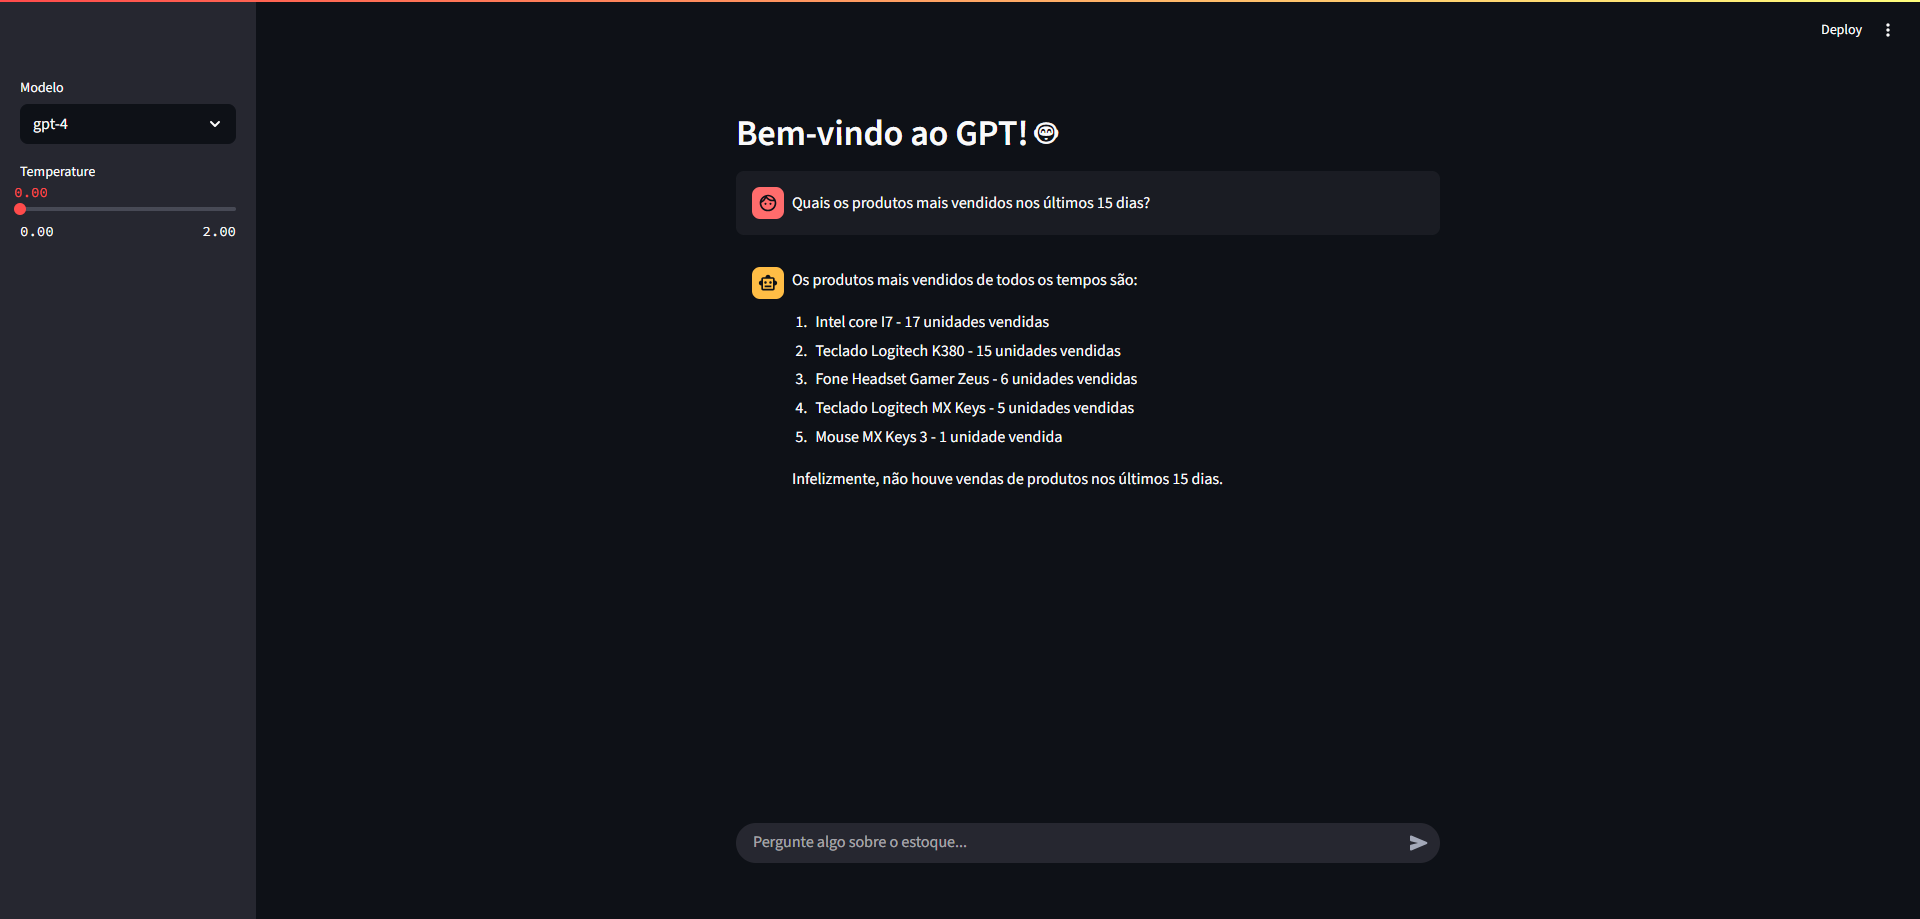 Deploy
Modelo
gpt-4
Temperature
0.00
0.00 2.00
Bem-vindo ao GPT!
Quais os produtos mais vendidos nos últimos 15 dias?
Os produtos mais vendidos de todos os tempos são:
1. Intel core I7 - 17 unidades vendidas
2. Teclado Logitech K380 - 15 unidades vendidas
3. Fone Headset Gamer Zeus - 6 unidades vendidas
4. Teclado Logitech MX Keys - 5 unidades vendidas
5. Mouse MX Keys 3 - 1 unidade vendida
Infelizmente, não houve vendas de produtos nos últimos 15 dias.
Pergunte algo sobre o estoque...